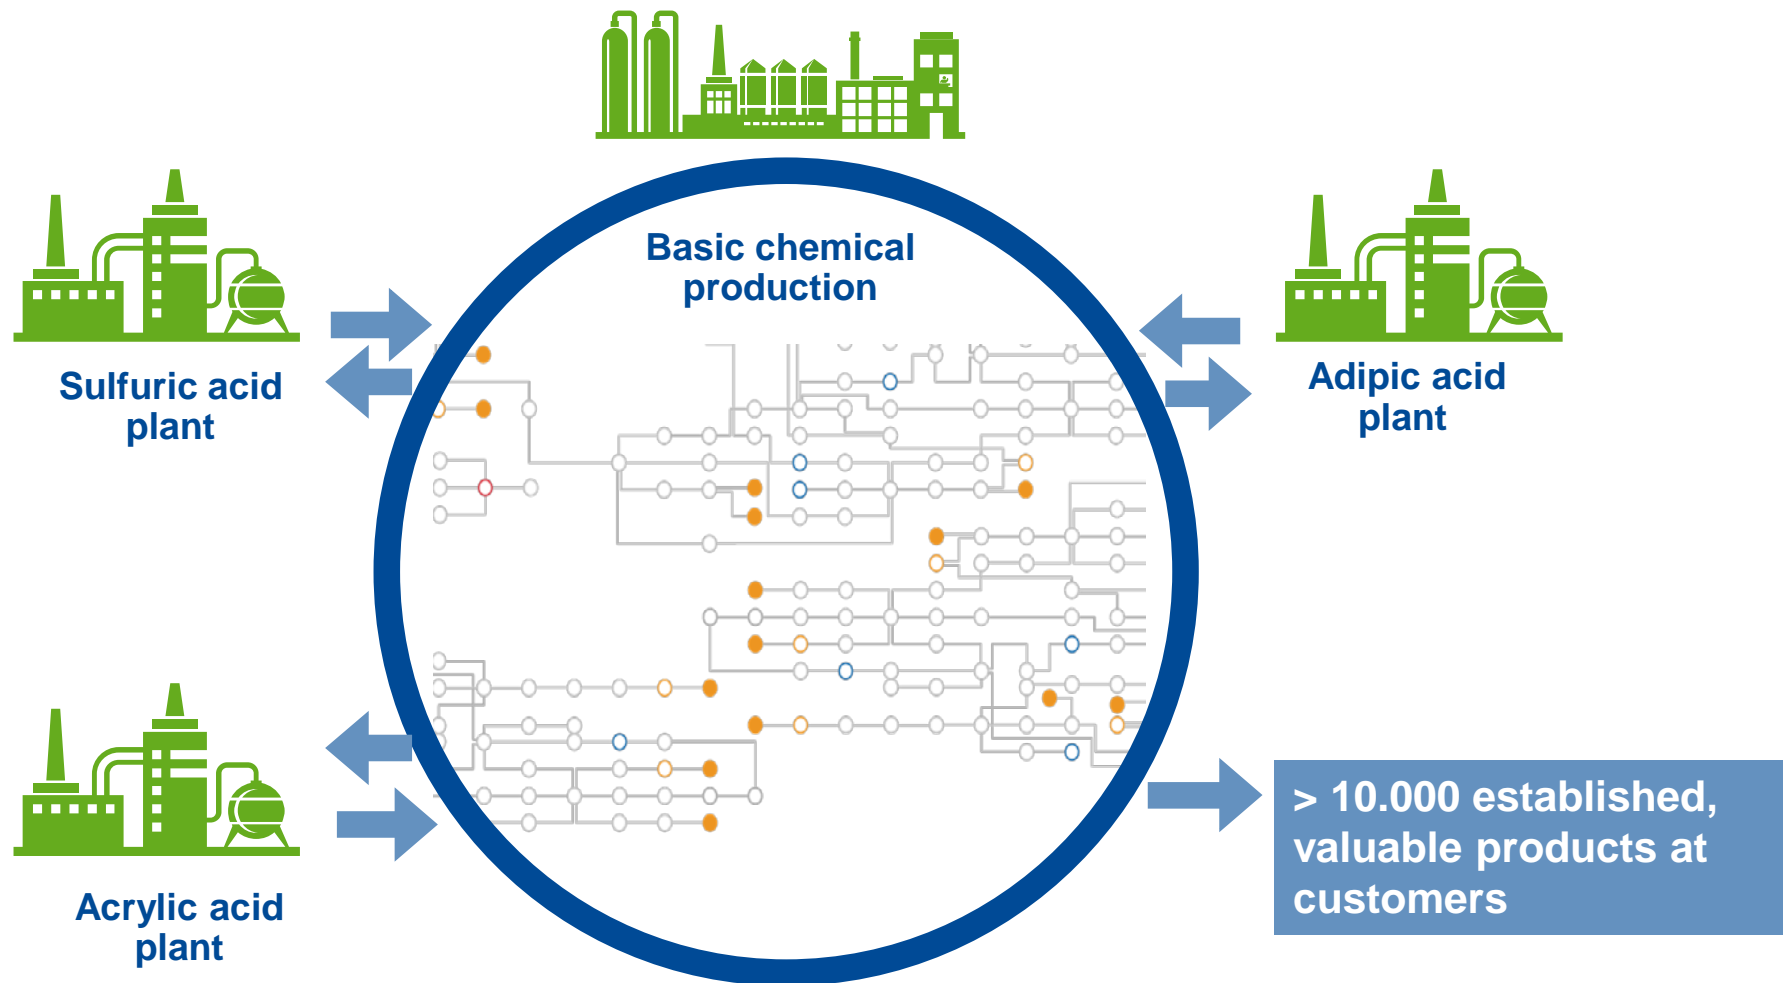 Basic chemical
production
Sulfuric acid
plant
Adipic acid
plant
Acrylic acid
plant
> 10.000 established,
valuable products at
customers